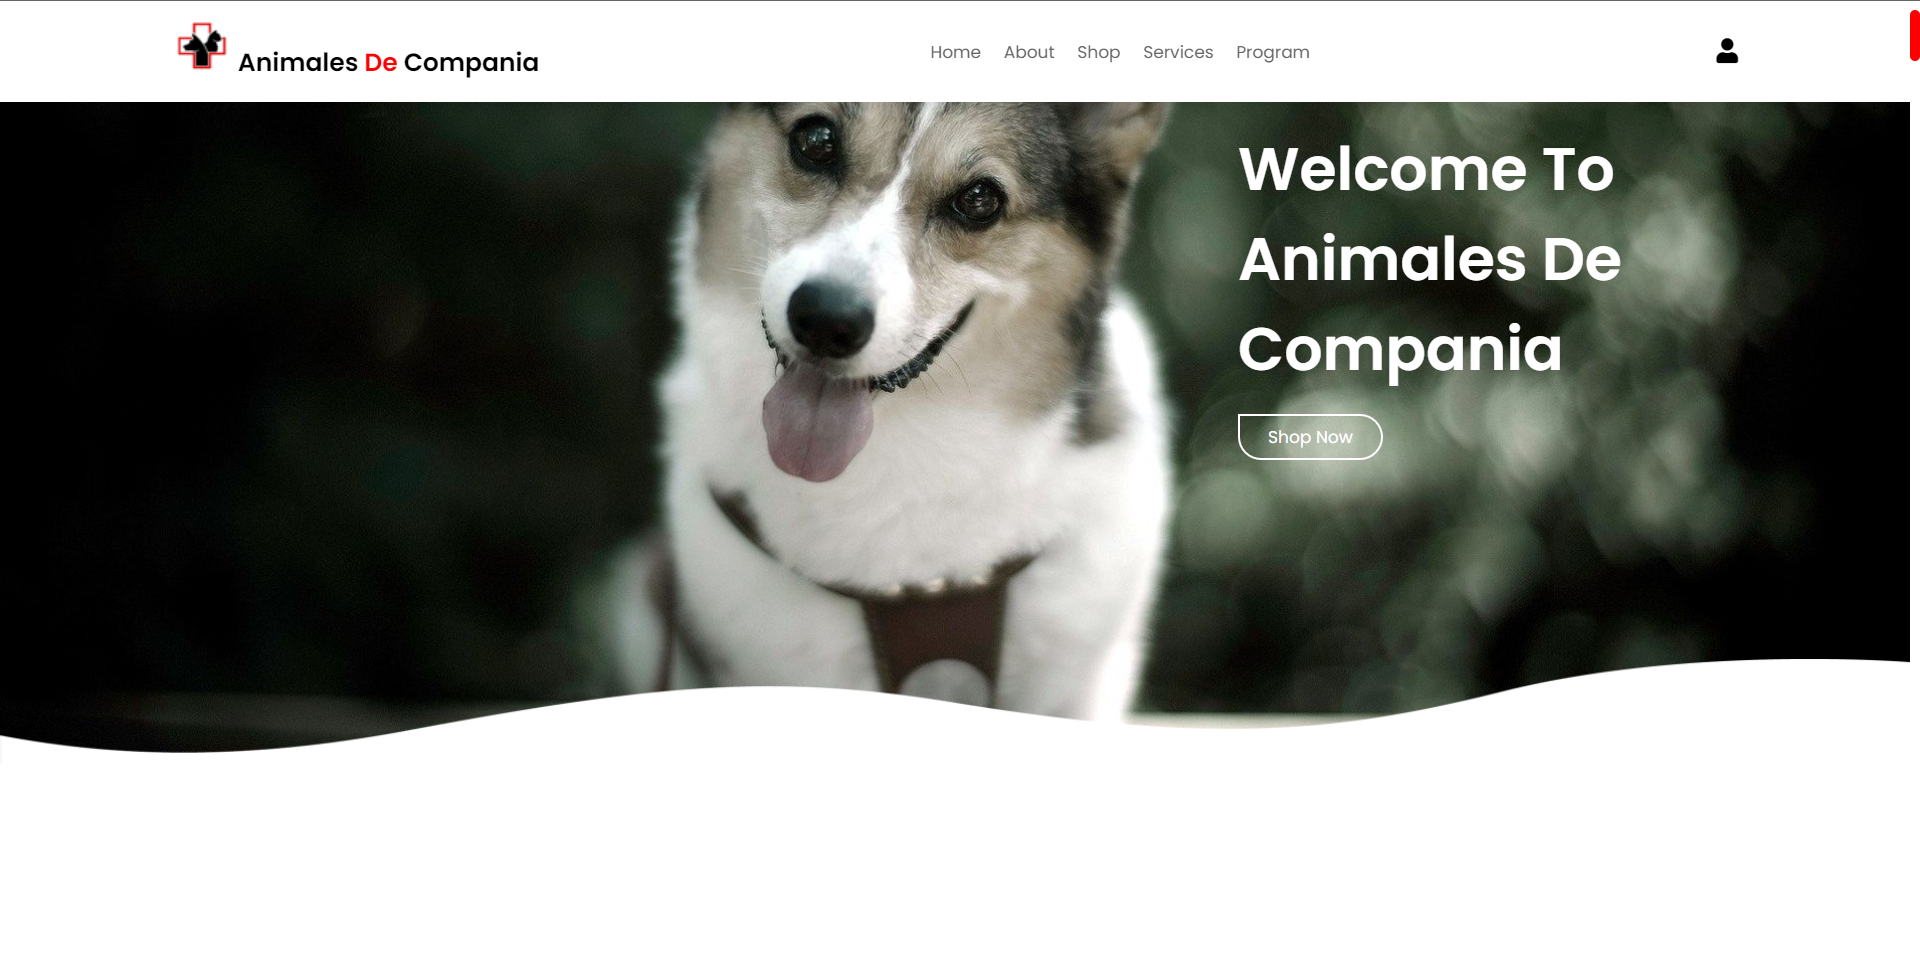 Animales De Compania
Home About Shop Services Program
Welcome To
Animales De
Compania
Shop Now